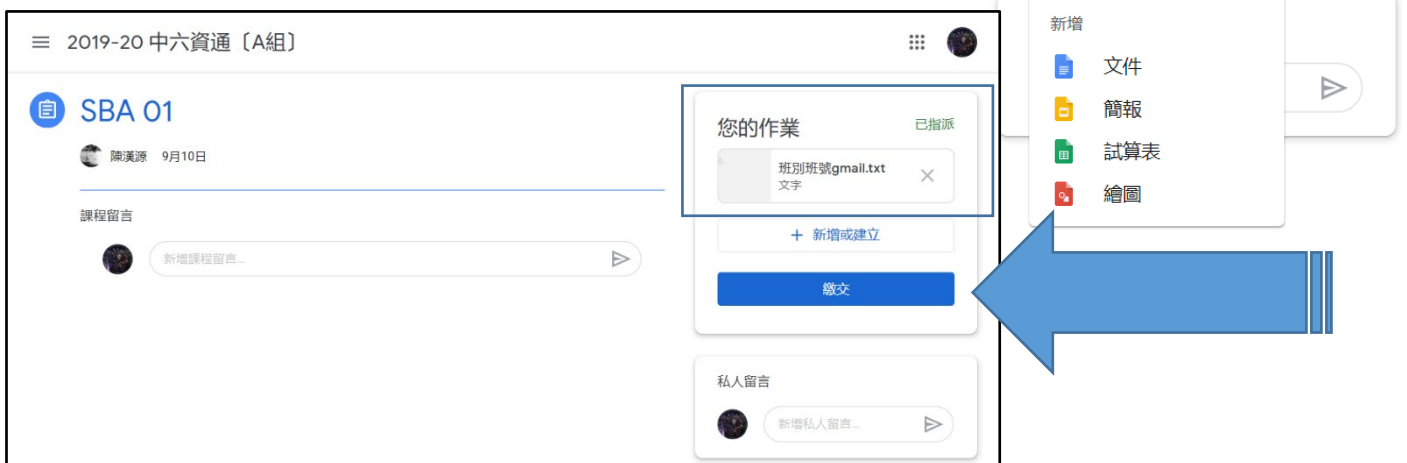 2019-20 中六資通〔A組〕
SBA 01
陳漢源 9月10日
課程留言
新增課程留言...
您的作業
已指派
班別班號gmail.txt
文字
+ 新增或建立
繳交
私人留言
新增私人留言...
新增
文件
簡報
試算表
繪圖